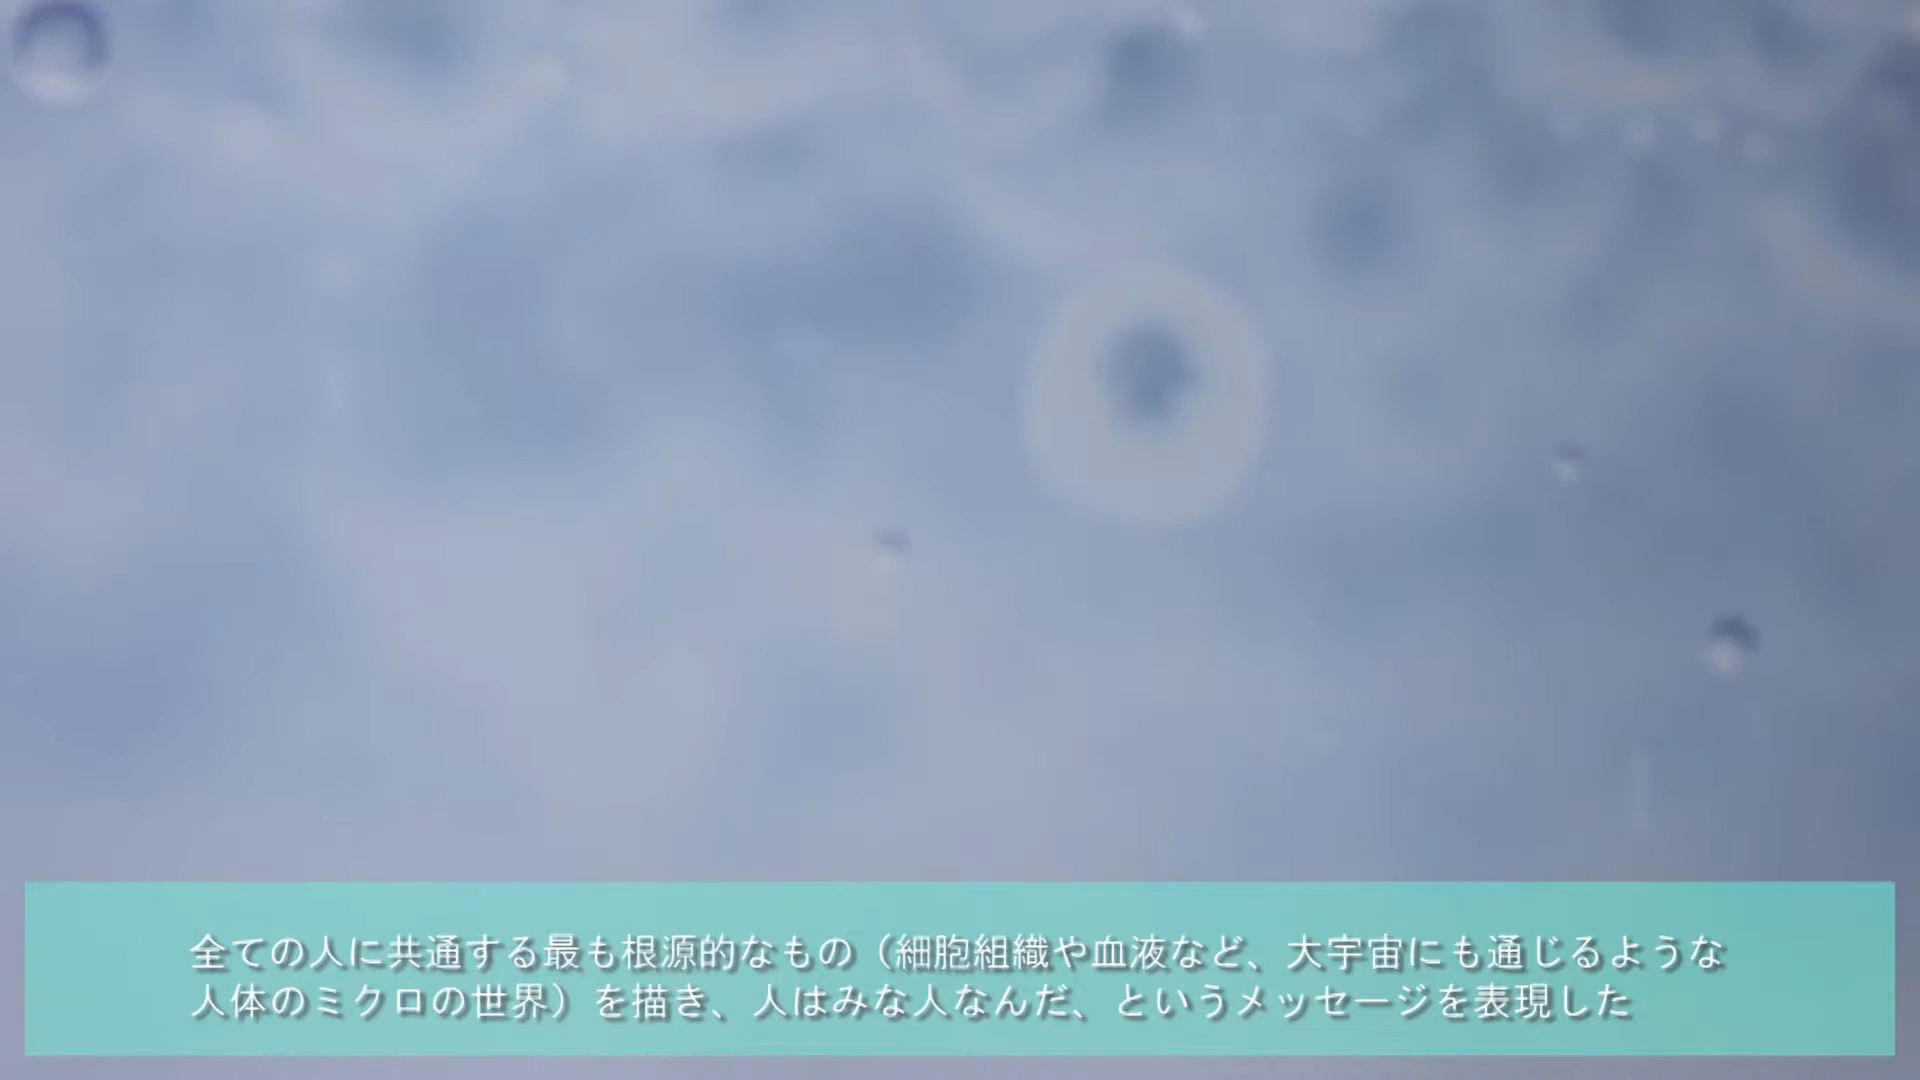 全ての人に共通する最も根源的なもの（細胞組織や血液など、大宇宙にも通じるような
人体のミクロの世界）を描き、人はみな人なんだ、というメッセージを表現した